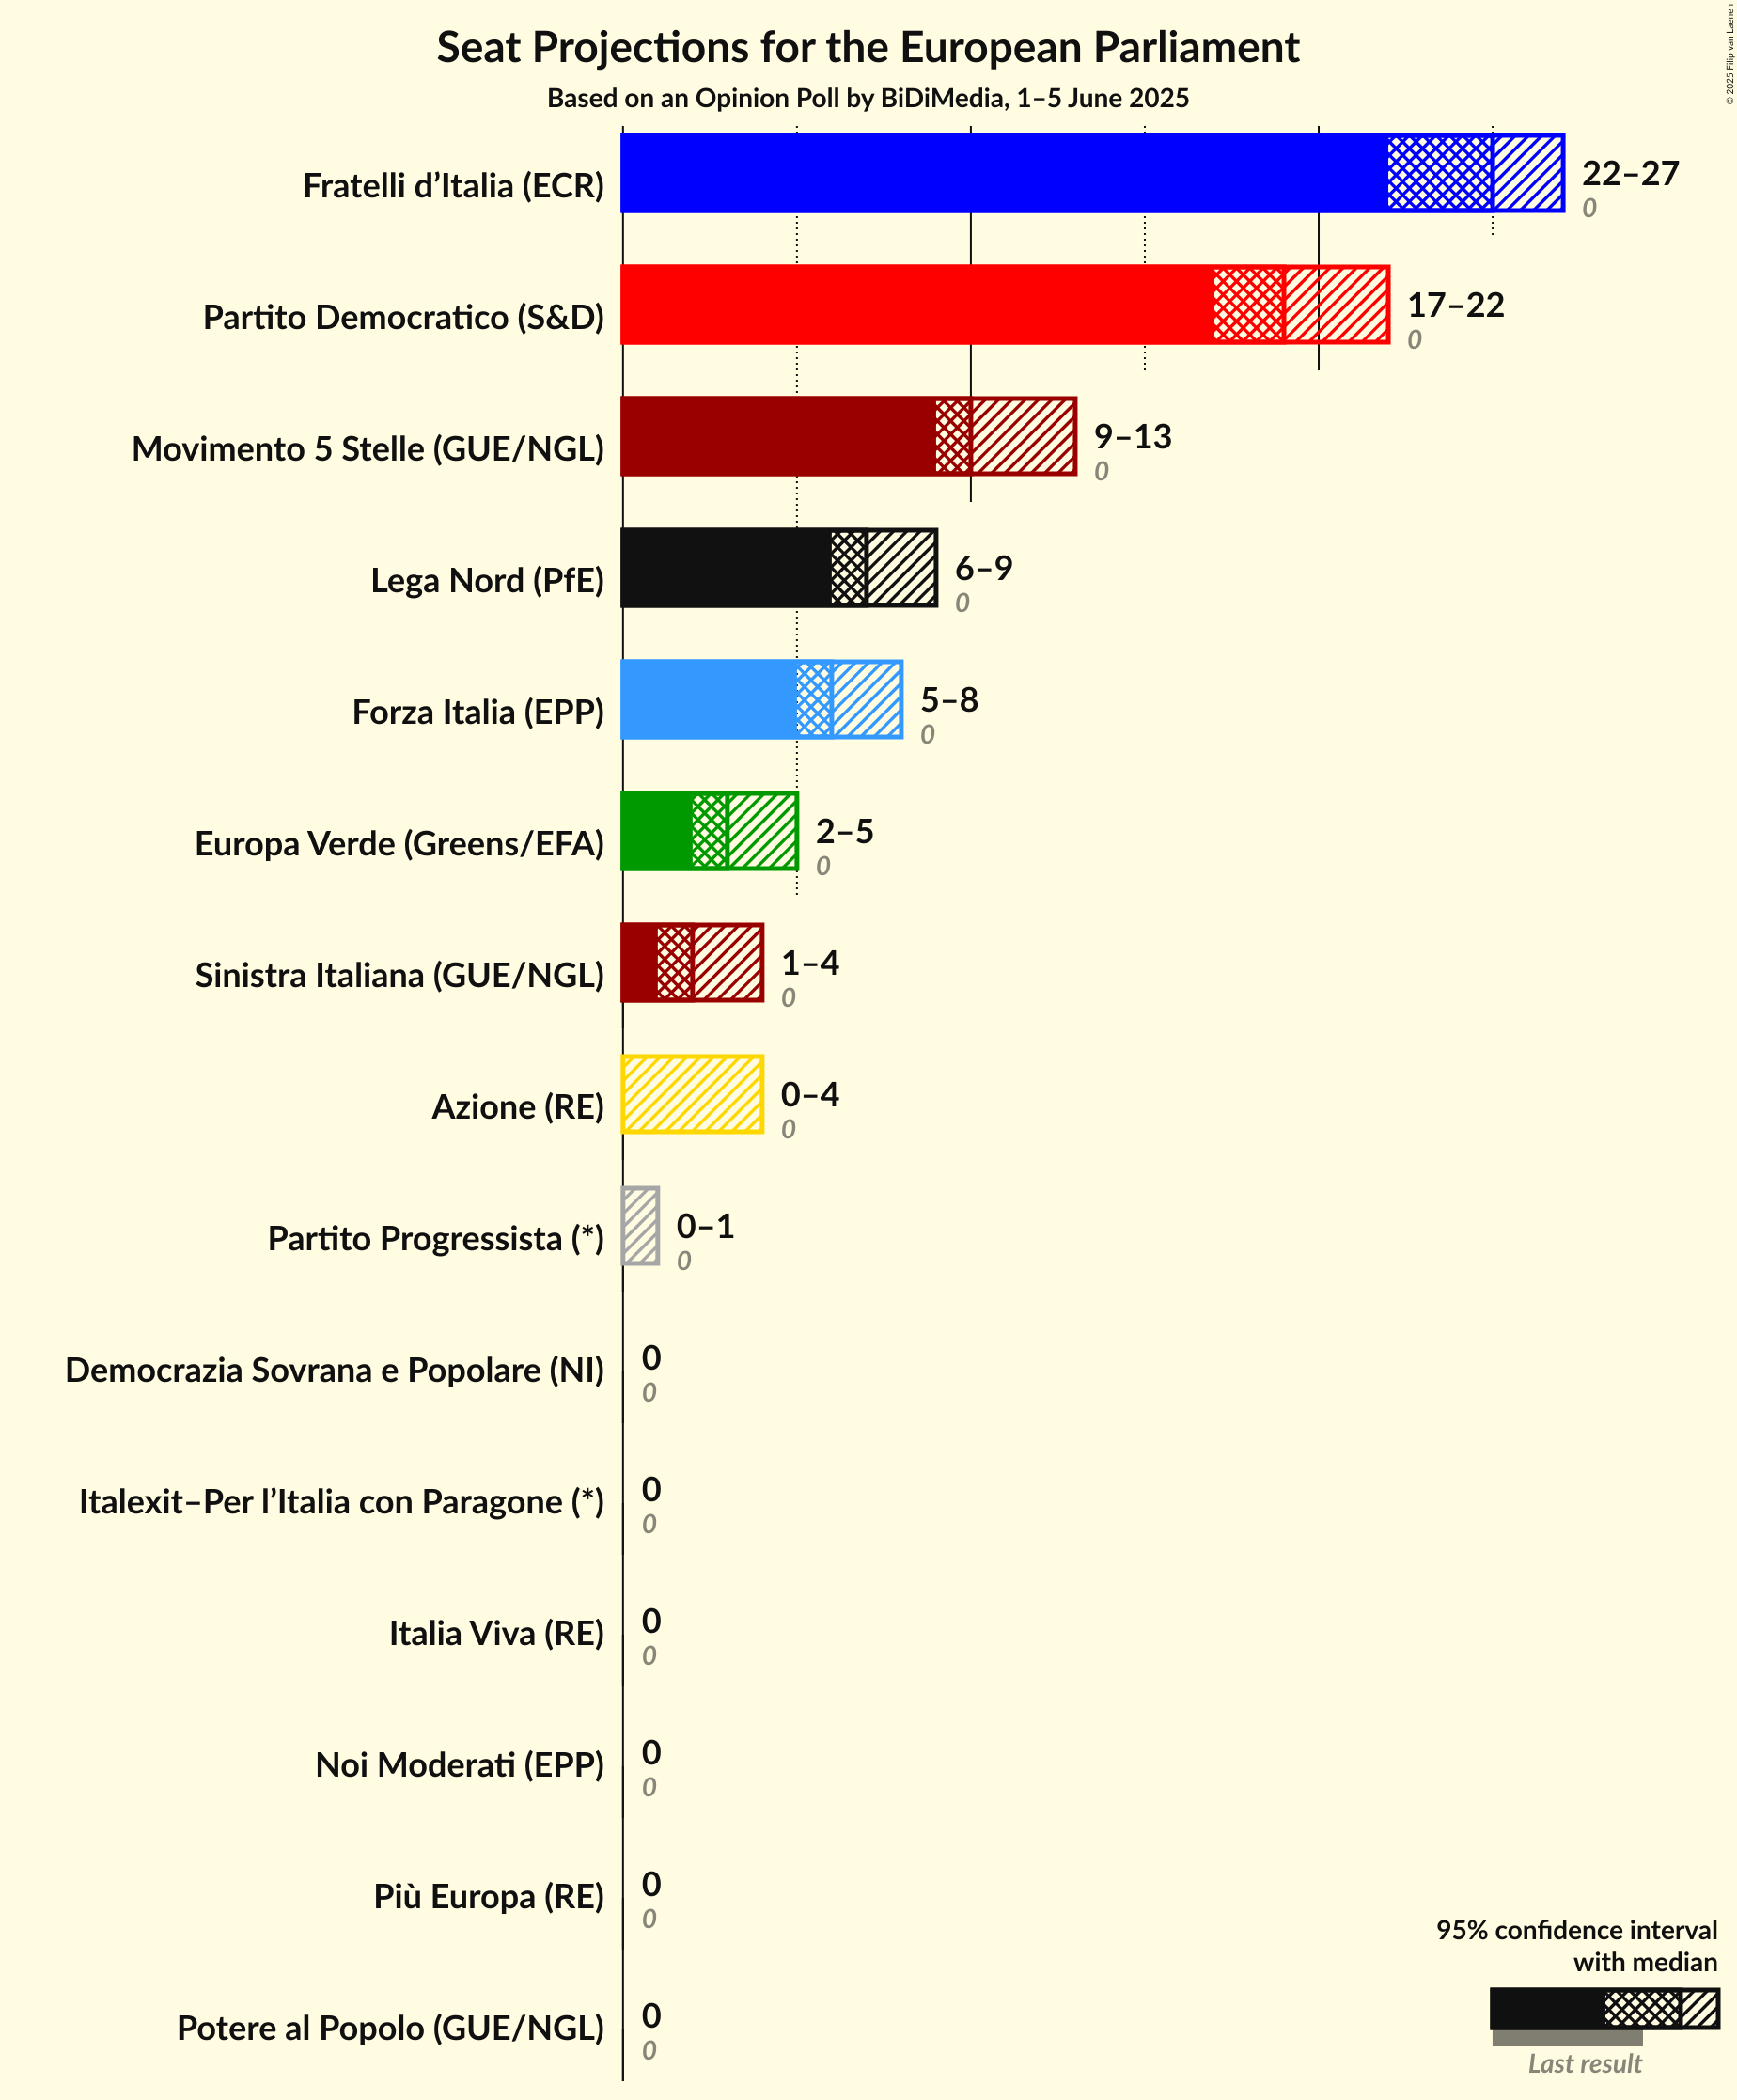 Seat Projections for the European Parliament
Based on an Opinion Poll by BiDiMedia, 1–5 June 2025
© 2025 Filip van Laenen
Fratelli d’Italia (ECR)
22–27
0
Partito Democratico (S&D)
17–22
0
Movimento 5 Stelle (GUE/NGL)
9–13
0
Lega Nord (PfE)
6–9
0
Forza Italia (EPP)
5–8
0
Europa Verde (Greens/EFA)
2–5
0
Sinistra Italiana (GUE/NGL)
1–4
0
Azione (RE)
0–4
0
Partito Progressista (*)
0–1
0
Democrazia Sovrana e Popolare (NI)
0
0
Italexit–Per l’Italia con Paragone (*)
0
0
Italia Viva (RE)
0
0
Noi Moderati (EPP)
0
0
Più Europa (RE)
0
0
Potere al Popolo (GUE/NGL)
0
0
95% confidence interval
with median
Last result